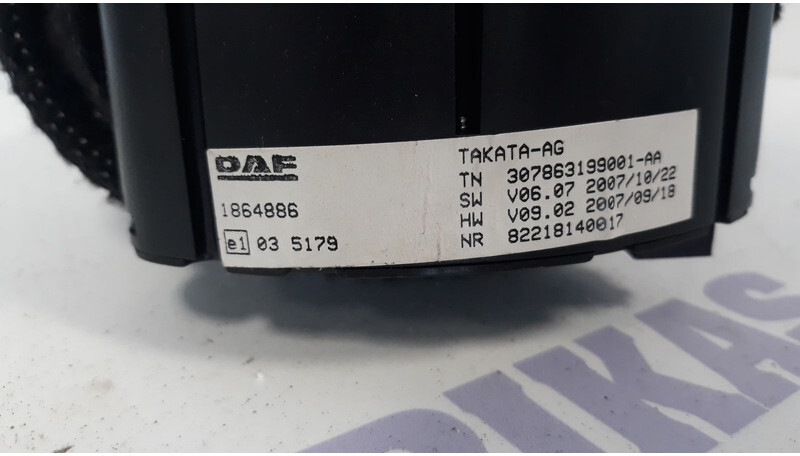 DAF
1864886
e1 03 5179
TAKATA-AG
TN 307863199001-AA
SW V06.07 2007/10/22
HW V09.02 2007/09/18
NR 82218140017